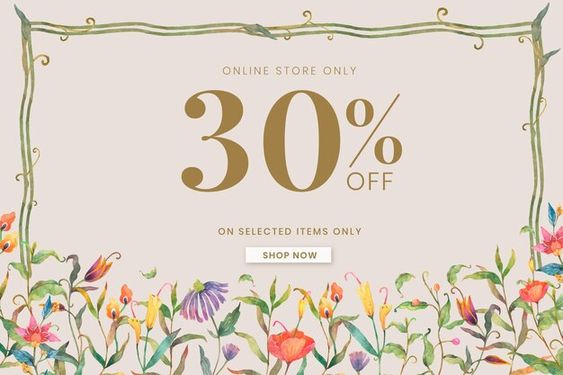 ONLINE STORE ONLY
30%
OFF
ON SELECTED ITEMS ONLY
SHOP NOW